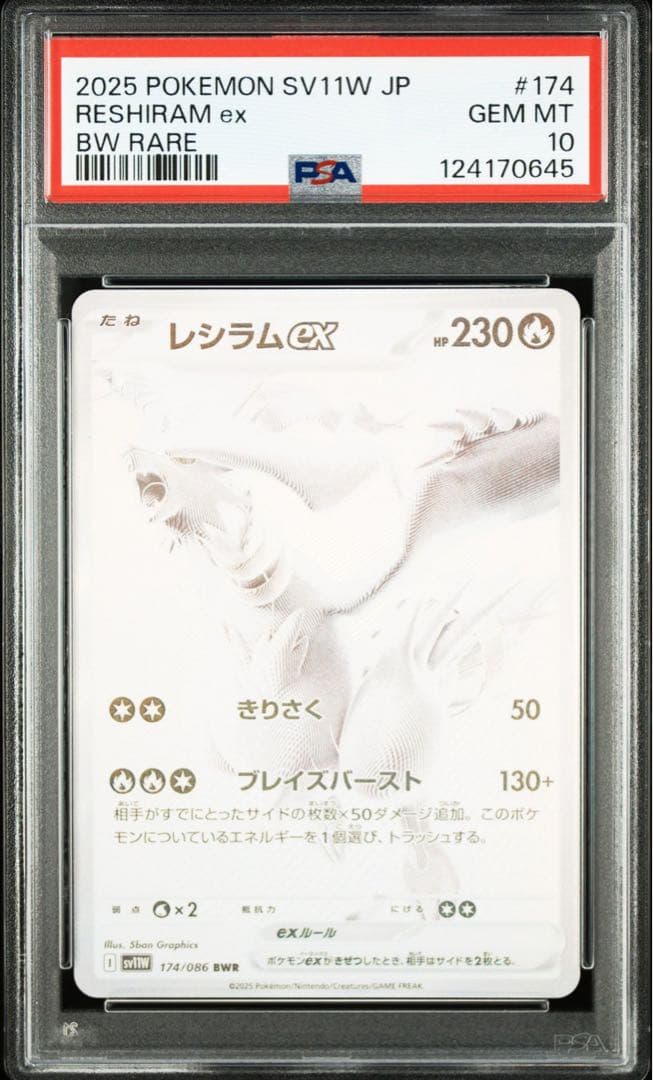 2025 POKEMON SV11W JP #174
RESHIRAM ex GEM MT
BW RARE 10
PSA 124170645
たね レシラムex HP 230
きりさく 50
ブレイズバースト 130+
相手がすでにとったサイドの枚数×50ダメージ追加。このポケ
モンについているエネルギーを1個選び、トラッシュする。
弱点 ×2 抵抗力 にげる
exルール
ポケモンexがきぜつしたとき、相手はサイドを2枚とる。
Illus. 5ban Graphics
I SV11W 174/086 BWR
©2025 Pokémon/Nintendo/Creatures/GAME FREAK
PSA